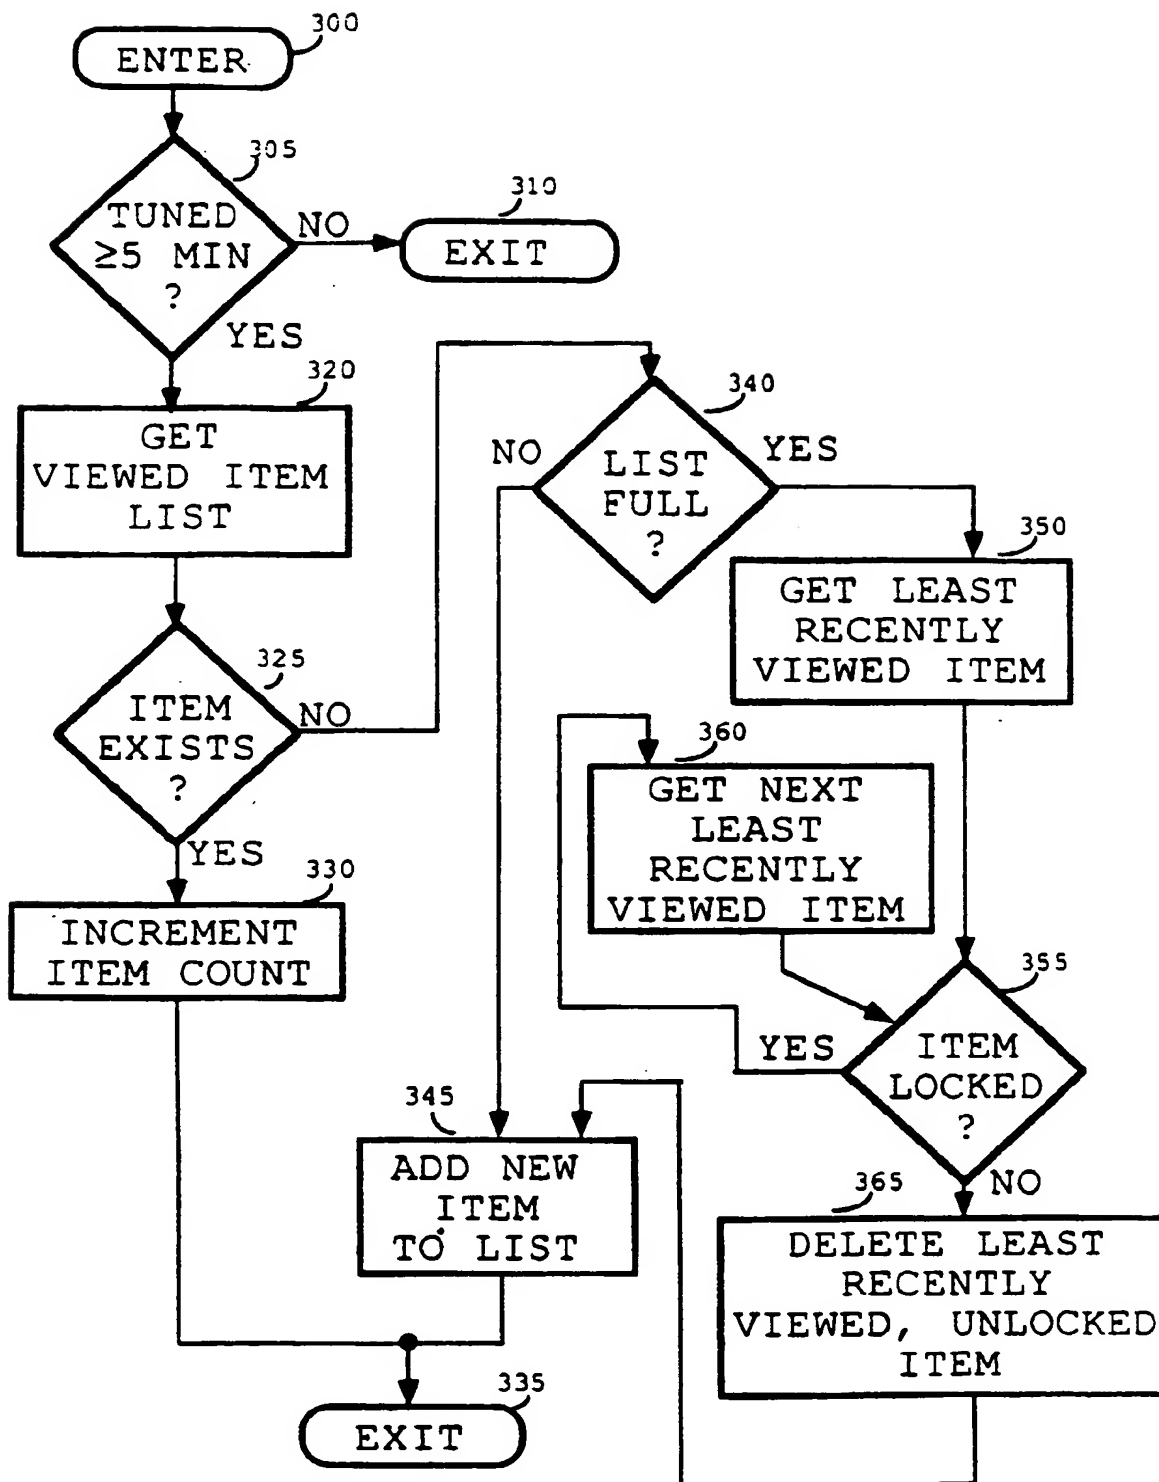 300
ENTER
305
TUNED
≥5 MIN
?
NO
310
EXIT
YES
320
GET
VIEWED ITEM
LIST
325
ITEM
EXISTS
?
NO
YES
330
INCREMENT
ITEM COUNT
340
LIST
FULL
?
NO
YES
350
GET LEAST
RECENTLY
VIEWED ITEM
360
GET NEXT
LEAST
RECENTLY
VIEWED ITEM
355
ITEM
LOCKED
?
YES
NO
345
ADD NEW
ITEM
TO LIST
365
DELETE LEAST
RECENTLY
VIEWED, UNLOCKED
ITEM
335
EXIT